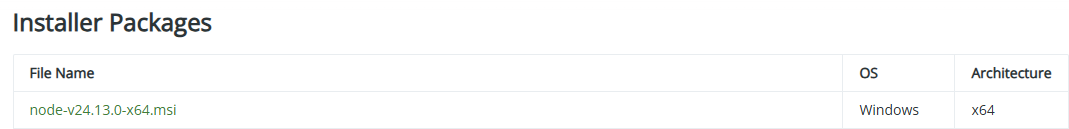 Installer Packages
File Name OS Architecture
node-v24.13.0-x64.msi Windows x64